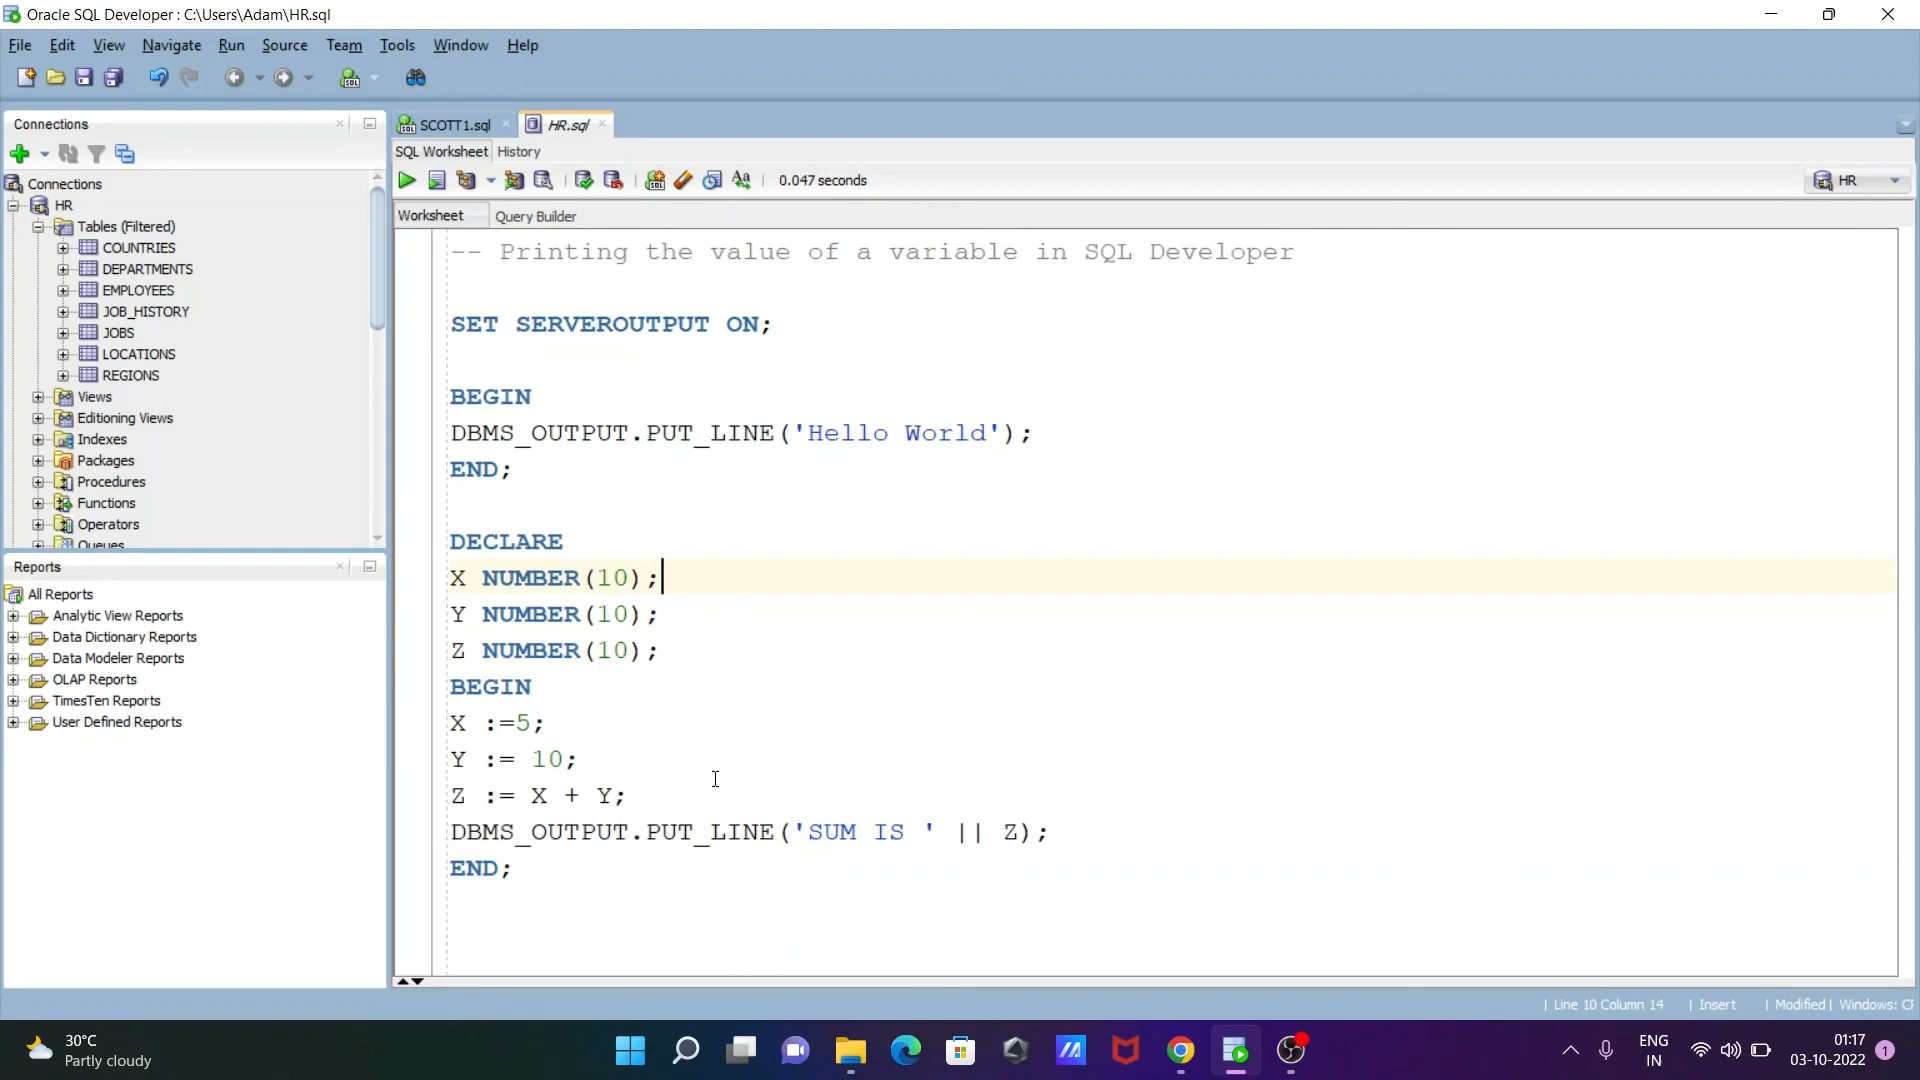 Oracle SQL Developer : C:\Users\Adam\HR.sql
File Edit View Navigate Run Source Team Tools Window Help
Connections
Connections
HR
Tables (Filtered)
COUNTRIES
DEPARTMENTS
EMPLOYEES
JOB_HISTORY
JOBS
LOCATIONS
REGIONS
Views
Editioning Views
Indexes
Packages
Procedures
Functions
Operators
Queues
Reports
All Reports
Analytic View Reports
Data Dictionary Reports
Data Modeler Reports
OLAP Reports
TimesTen Reports
User Defined Reports
SCOTT1.sql HR.sql
SQL Worksheet History
0.047 seconds
HR
Worksheet Query Builder
-- Printing the value of a variable in SQL Developer
SET SERVEROUTPUT ON;
BEGIN
DBMS_OUTPUT.PUT_LINE('Hello World');
END;
DECLARE
X NUMBER(10);
Y NUMBER(10);
Z NUMBER(10);
BEGIN
X :=5;
Y := 10;
Z := X + Y;
DBMS_OUTPUT.PUT_LINE('SUM IS ' || Z);
END;
| Line 10 Column 14 | Insert | Modified | Windows: CF
30°C
Partly cloudy
ENG
IN
01:17
03-10-2022
1